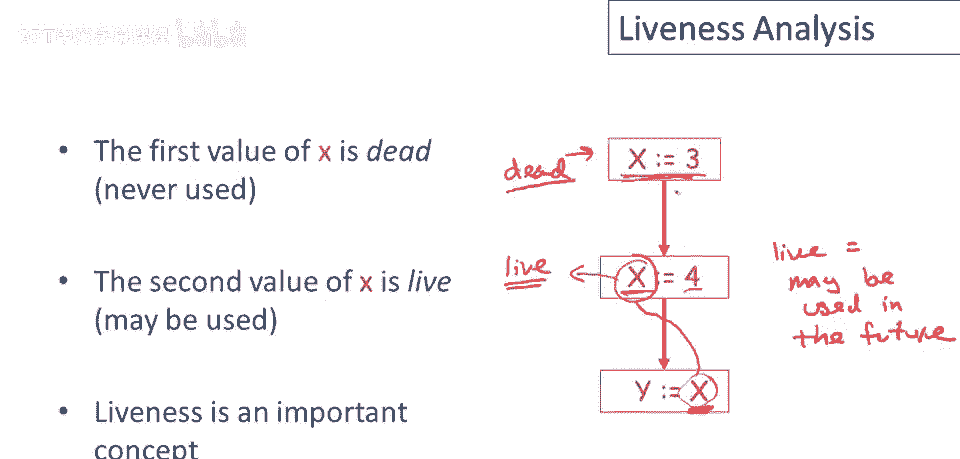 Liveness Analysis
• The first value of x is dead
(never used)
• The second value of x is live
(may be used)
• Liveness is an important
concept
dead
X := 3
live
X := 4
Y := X
live =
may be
used in
the future